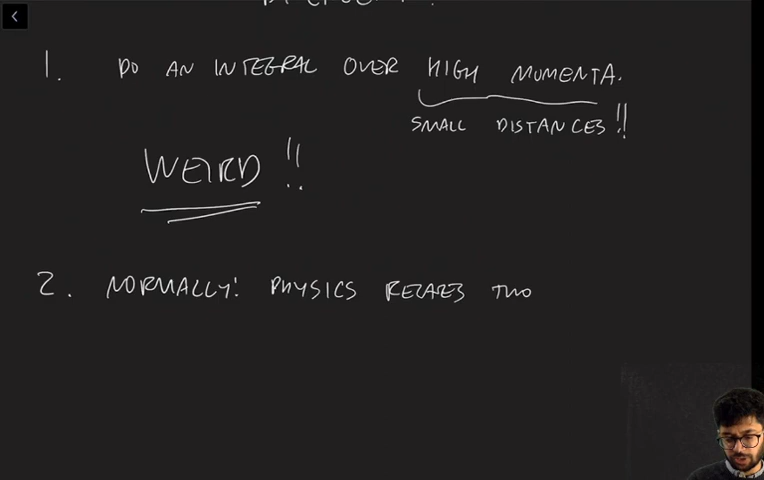 1. DO AN INTEGRAL OVER HIGH MOMENTA.
SMALL DISTANCES!!
WEIRD!!
2. NORMALLY: PHYSICS RELATES TWO